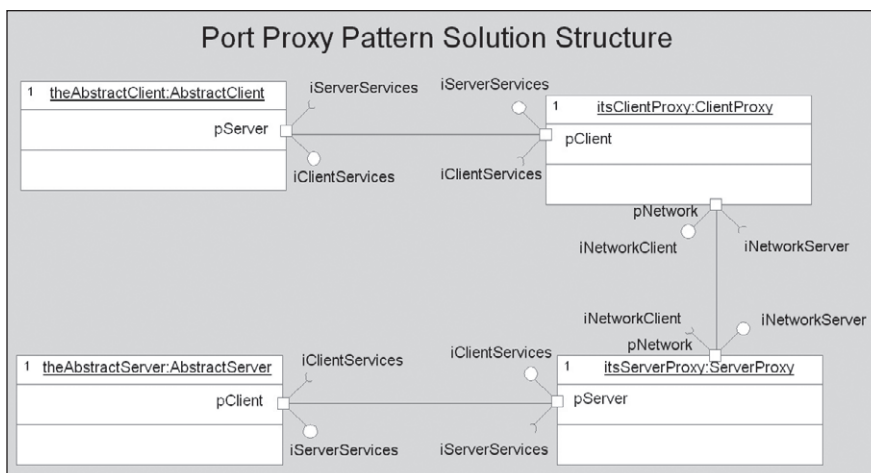 Port Proxy Pattern Solution Structure
1 theAbstractClient:AbstractClient
pServer
iServerServices
iClientServices
iServerServices
iClientServices
1 itsClientProxy:ClientProxy
pClient
pNetwork
iNetworkClient
iNetworkServer
iNetworkClient
iNetworkServer
pNetwork
1 theAbstractServer:AbstractServer
pClient
iClientServices
iServerServices
iClientServices
iServerServices
1 itsServerProxy:ServerProxy
pServer